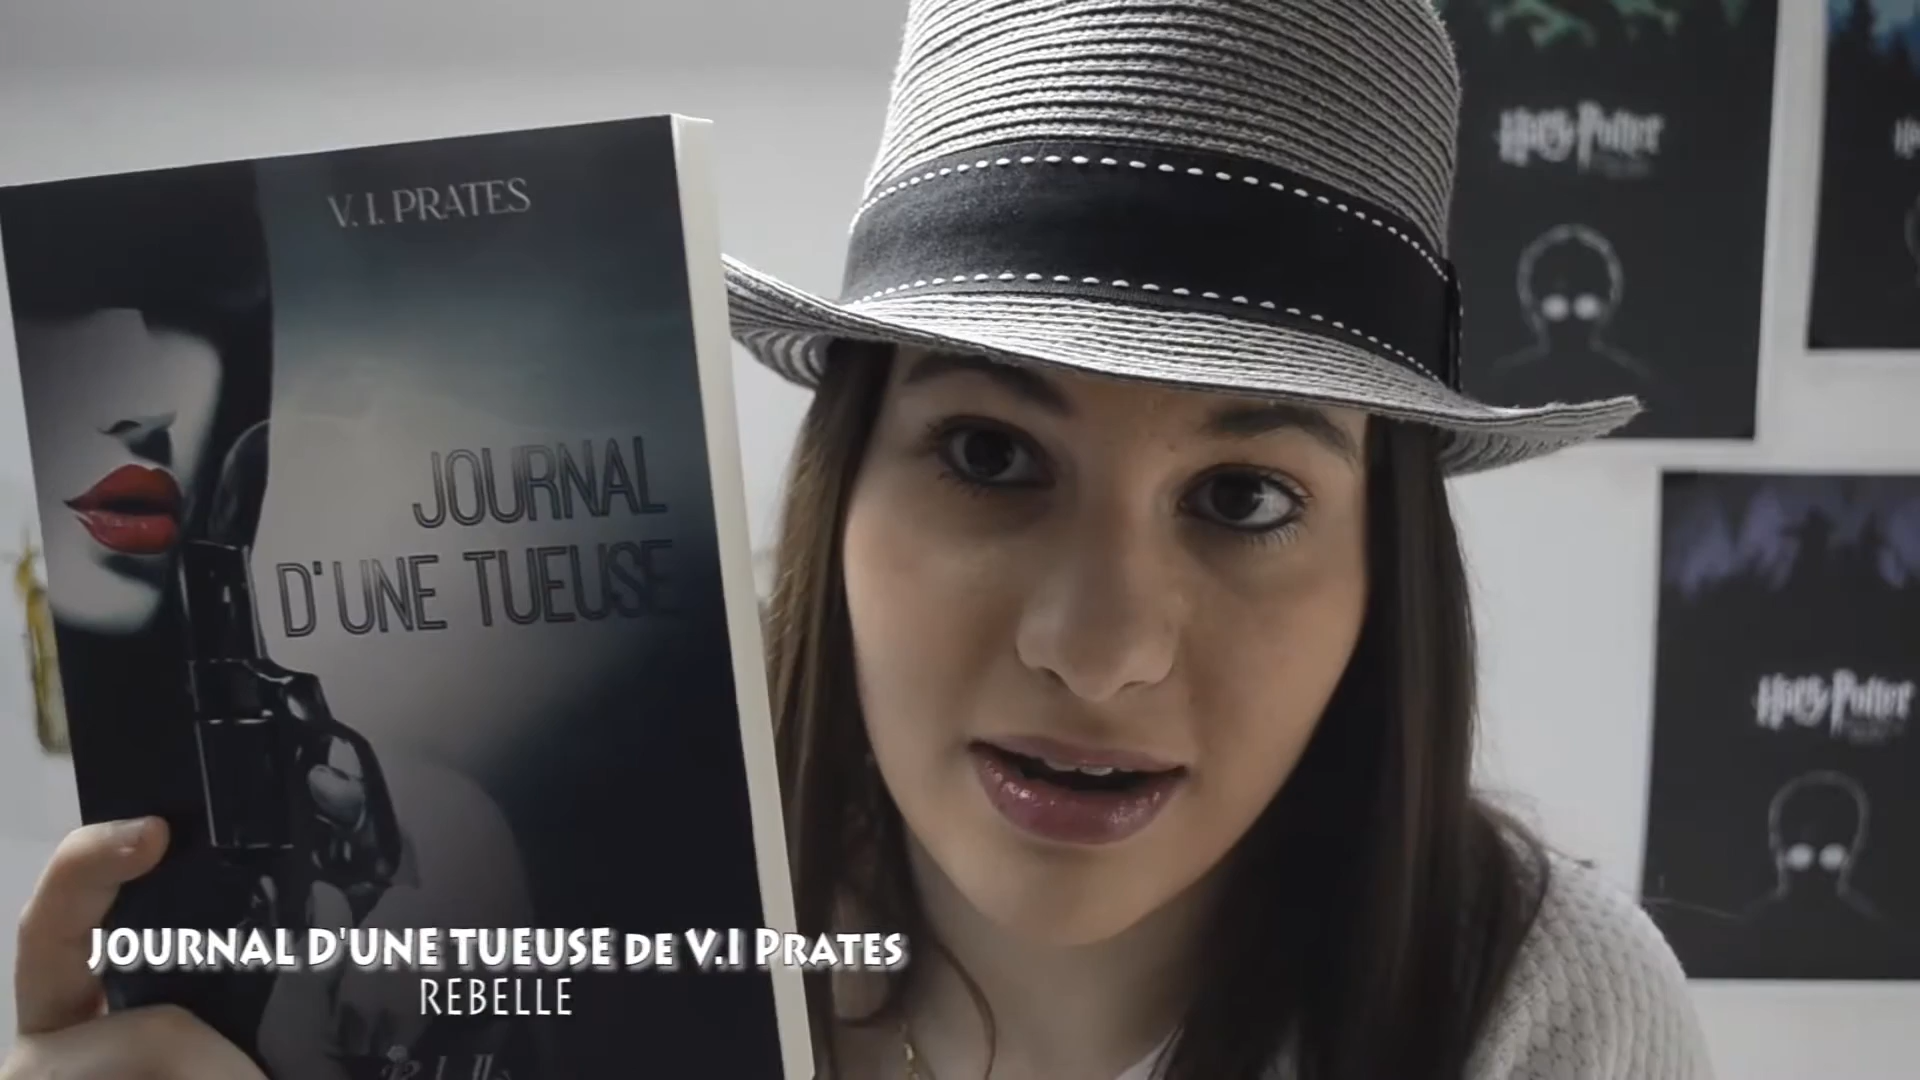 V. I. PRATES
JOURNAL
D'UNE TUEUSE
Harry Potter
Harry Potter
JOURNAL D'UNE TUEUSE DE V.I PRATES
REBELLE